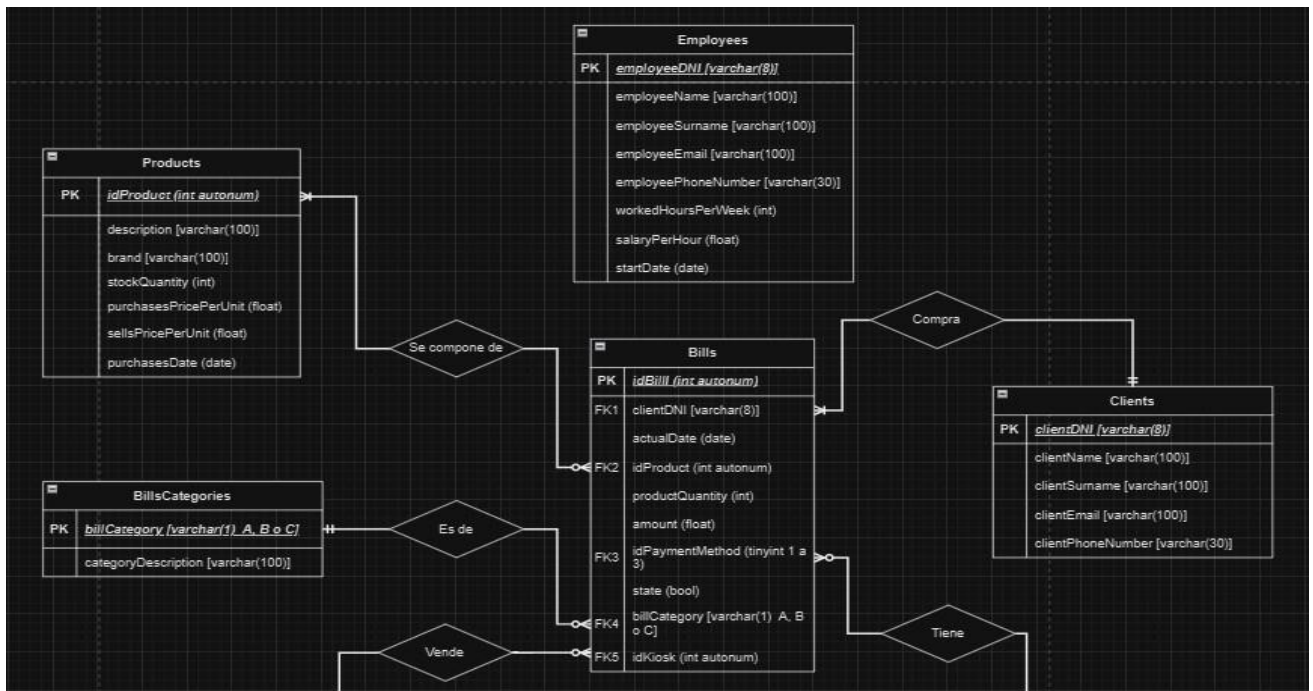 Employees
PK employeeDNI [varchar(8)]
employeeName [varchar(100)]
employeeSurname [varchar(100)]
employeeEmail [varchar(100)]
employeePhoneNumber [varchar(30)]
workedHoursPerWeek (int)
salaryPerHour (float)
startDate (date)
Products
PK idProduct (int autonum)
description [varchar(100)]
brand [varchar(100)]
stockQuantity (int)
purchasesPricePerUnit (float)
sellsPricePerUnit (float)
purchasesDate (date)
Se compone de
Compra
Bills
PK idBilll (int autonum)
FK1 clientDNI [varchar(8)]
actualDate (date)
FK2 idProduct (int autonum)
productQuantity (int)
amount (float)
FK3 idPaymentMethod (tinyint 1 a
3)
state (bool)
FK4 billCategory [varchar(1) A, B
o C]
FK5 idKiosk (int autonum)
Clients
PK clientDNI [varchar(8)]
clientName [varchar(100)]
clientSurname [varchar(100)]
clientEmail [varchar(100)]
clientPhoneNumber [varchar(30)]
BillsCategories
PK billCategory [varchar(1) A, B o C]
categoryDescription [varchar(100)]
Es de
Vende
Tiene